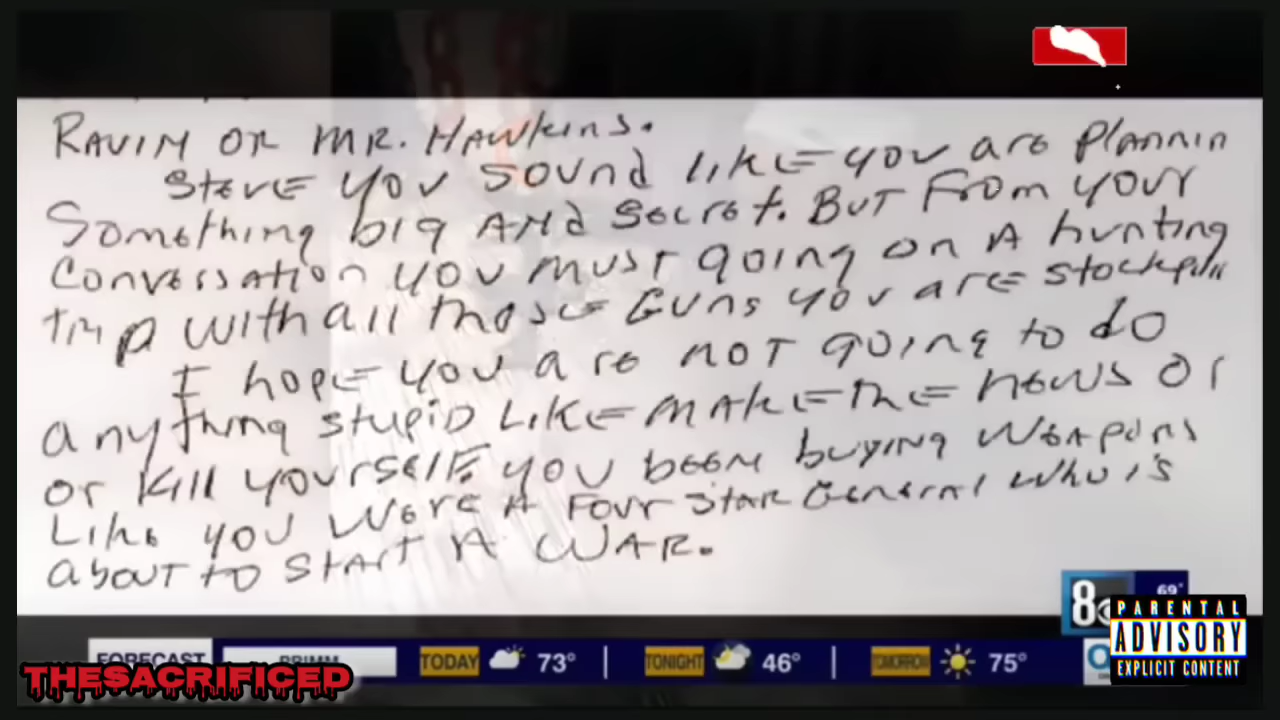 RAVIN OR MR. HAWKins.
STEVE YOU SOUND LIKE YOU ARE PLANNIN
SOMETHING big AND SECRET. BUT FROM YOUR
CONVERSATION YOU MUST going on A hunting
trip with all those GUNS YOU ARE stockpili
I hope you are NOT going to do
anything stupid LIKE MAKE THE NEWS or
or kill YOURSELF. YOU been buying Weapons
Like you were A FOUR STAR General who is
about to START A WAR.
8
69°
PARENTAL
ADVISORY
EXPLICIT CONTENT
FORECAST PRIMM TODAY 73° TONIGHT 46° TOMORROW 75°
THESACRIFICED